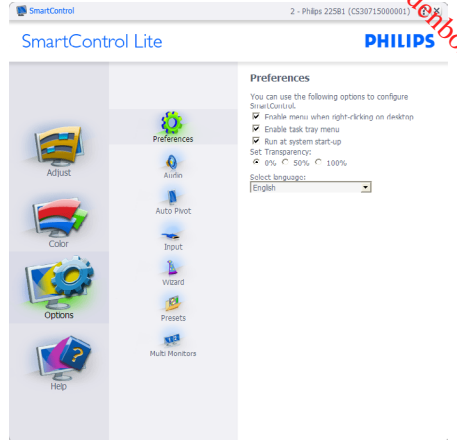 SmartControl
2 - Philips 225B1 (CS30715000001)
SmartControl Lite
PHILIPS
Adjust
Color
Options
Help
Preferences
Audio
Auto Pivot
Input
Wizard
Presets
Multi Monitors
Preferences
You can use the following options to configure
SmartControl.
Enable menu when right-clicking on desktop
Enable task tray menu
Run at system start-up
Set Transparency:
0% 50% 100%
Select language:
English